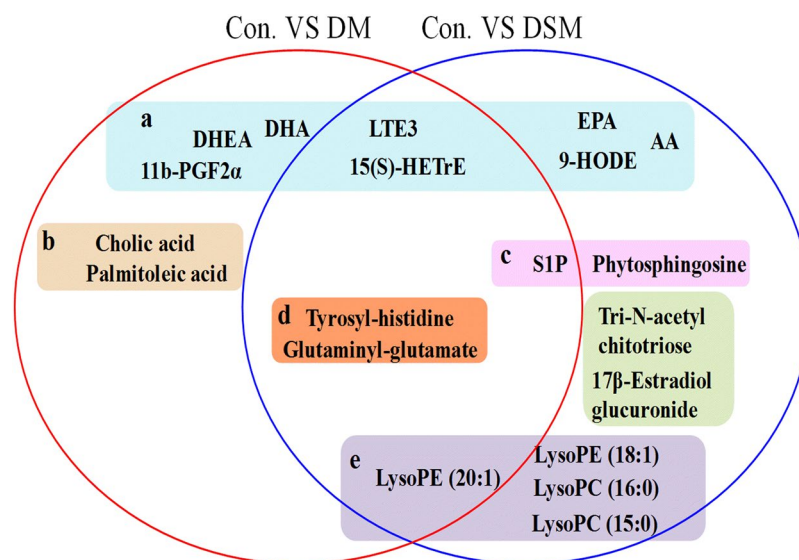 Con. VS DM
Con. VS DSM
a
DHEA
DHA
11b-PGF2α
LTE3
15(S)-HETrE
EPA
AA
9-HODE
b
Cholic acid
Palmitoleic acid
c
S1P
Phytosphingosine
d
Tyrosyl-histidine
Glutaminyl-glutamate
Tri-N-acetyl
chitotriose
17β-Estradiol
glucuronide
e
LysoPE (20:1)
LysoPE (18:1)
LysoPC (16:0)
LysoPC (15:0)